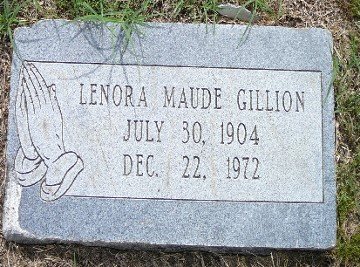 LENORA MAUDE GILLION
JULY 30, 1904
DEC. 22, 1972